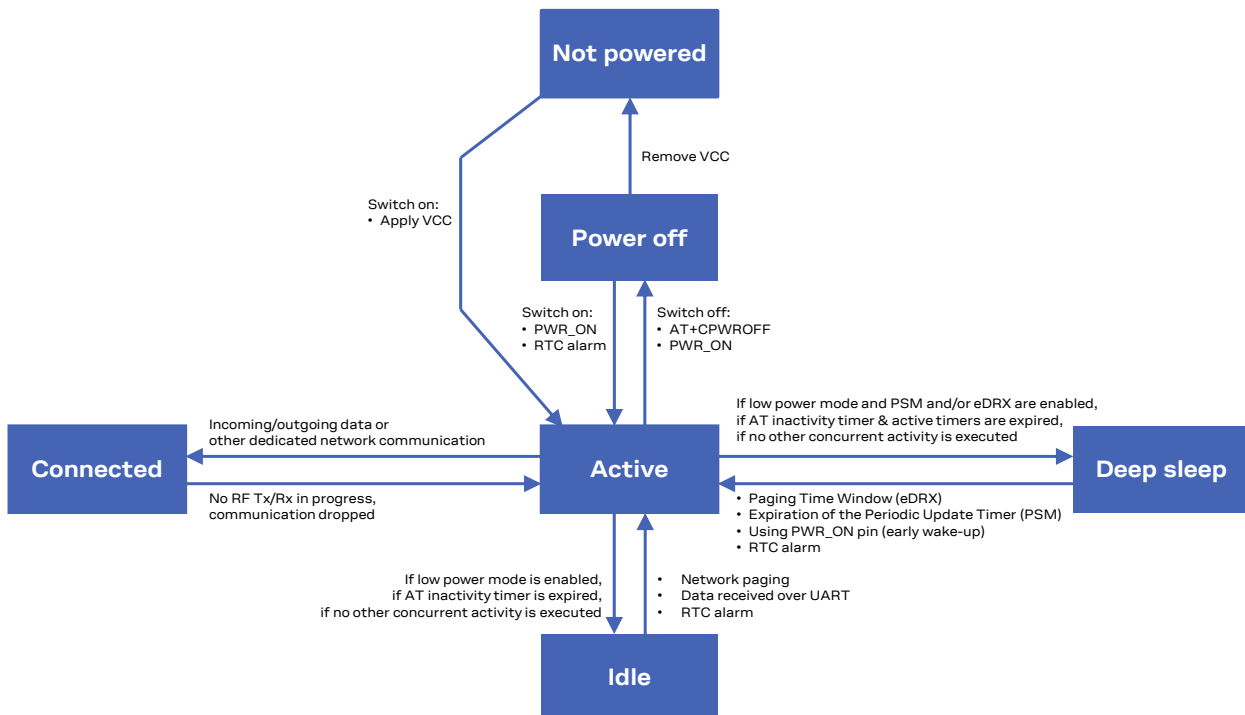 Not powered
Remove VCC
Switch on:
• Apply VCC
Power off
Switch on:
• PWR_ON
• RTC alarm
Switch off:
• AT+CPWROFF
• PWR_ON
Incoming/outgoing data or
other dedicated network communication
If low power mode and PSM and/or eDRX are enabled,
if AT inactivity timer & active timers are expired,
if no other concurrent activity is executed
Connected
Active
Deep sleep
No RF Tx/Rx in progress,
communication dropped
• Paging Time Window (eDRX)
• Expiration of the Periodic Update Timer (PSM)
• Using PWR_ON pin (early wake-up)
• RTC alarm
If low power mode is enabled,
if AT inactivity timer is expired,
if no other concurrent activity is executed
• Network paging
• Data received over UART
• RTC alarm
Idle